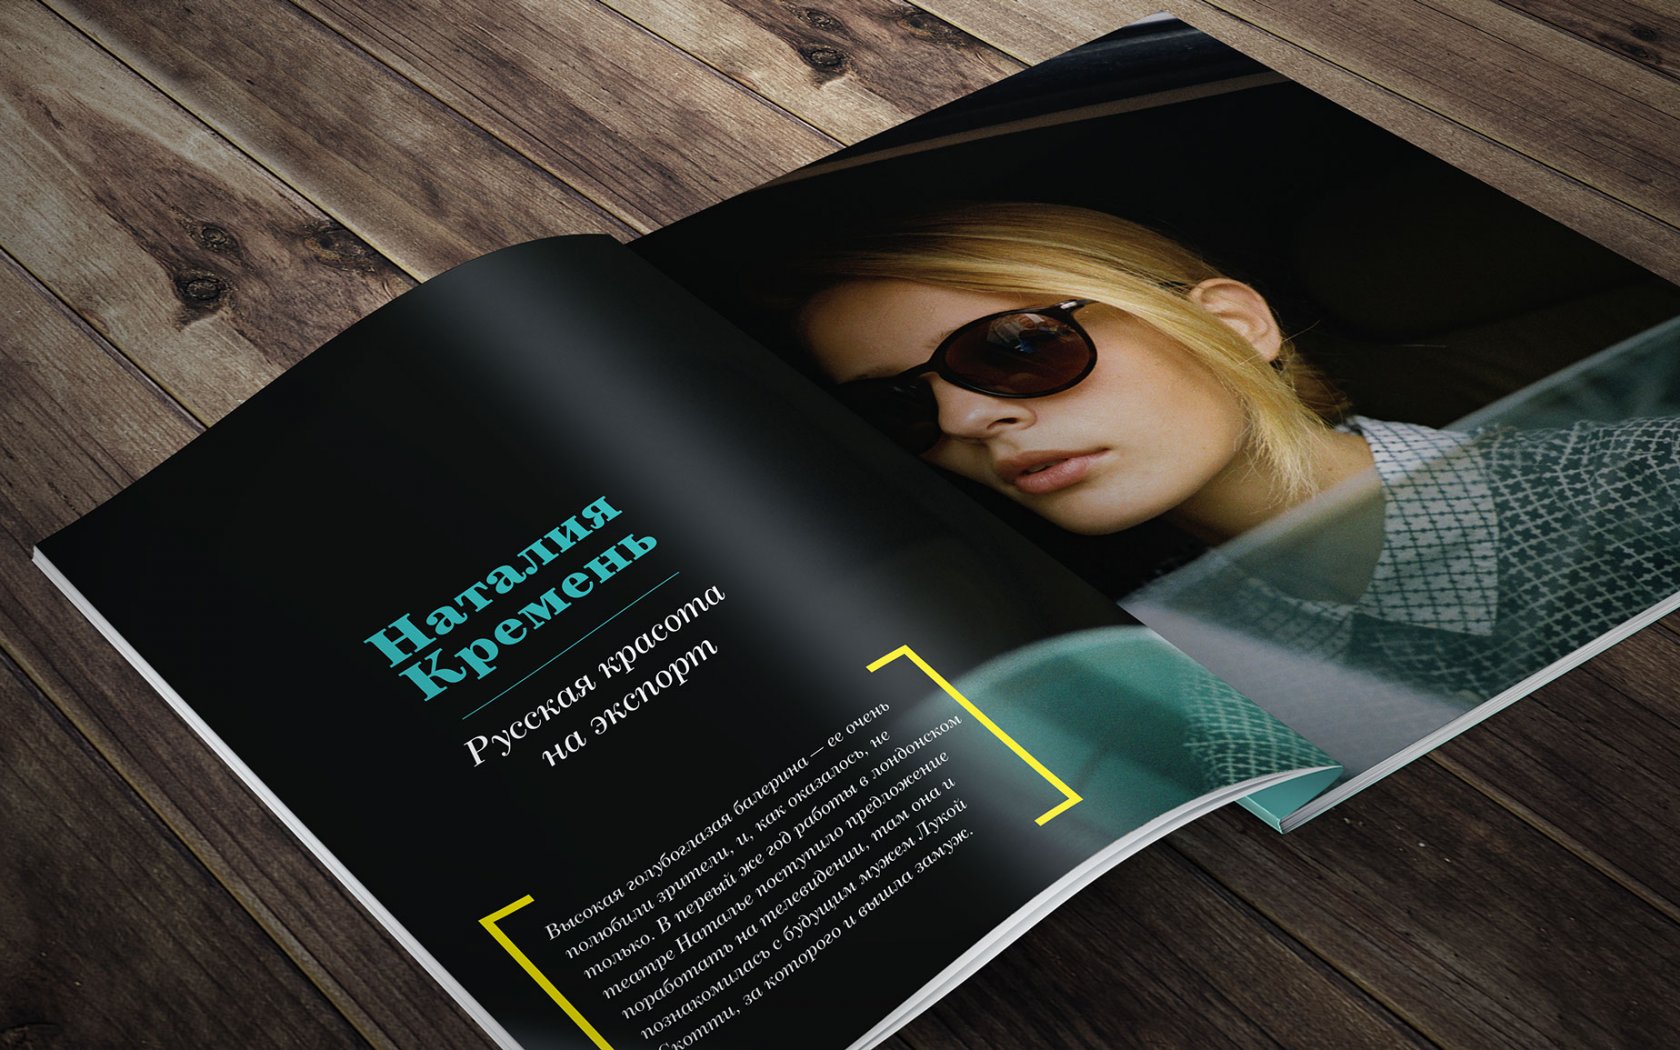 Наталия
Кремень
Русская красота
на экспорт
Высокая голубоглазая балерина — ее очень
полюбили зрители, и, как оказалось, не
только. В первый же год работы в лондонском
театре Наталье поступило предложение
поработать на телевидении, там она и
познакомилась с будущим мужем Лукой
Скотти, за которого и вышла замуж.